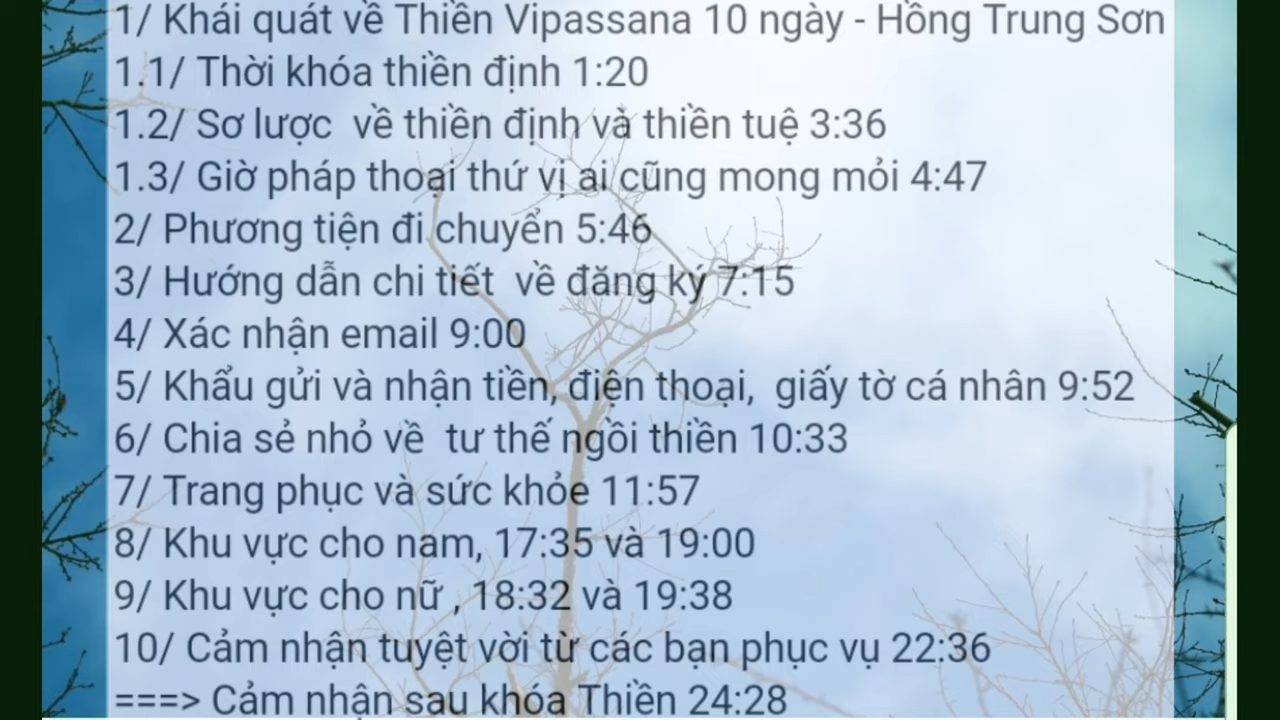 1/ Khái quát về Thiền Vipassana 10 ngày - Hồng Trung Sơn
1.1/ Thời khóa thiền định 1:20
1.2/ Sơ lược  về thiền định và thiền tuệ 3:36
1.3/ Giờ pháp thoại thứ vị ai cũng mong mỏi 4:47
2/ Phương tiện đi chuyển 5:46
3/ Hướng dẫn chi tiết  về đăng ký 7:15
4/ Xác nhận email 9:00
5/ Khẩu gửi và nhận tiền, điện thoại,  giấy tờ cá nhân 9:52
6/ Chia sẻ nhỏ về  tư thế ngồi thiền 10:33
7/ Trang phục và sức khỏe 11:57
8/ Khu vực cho nam, 17:35 và 19:00
9/ Khu vực cho nữ , 18:32 và 19:38
10/ Cảm nhận tuyệt vời từ các bạn phục vụ 22:36
===> Cảm nhận sau khóa Thiền 24:28